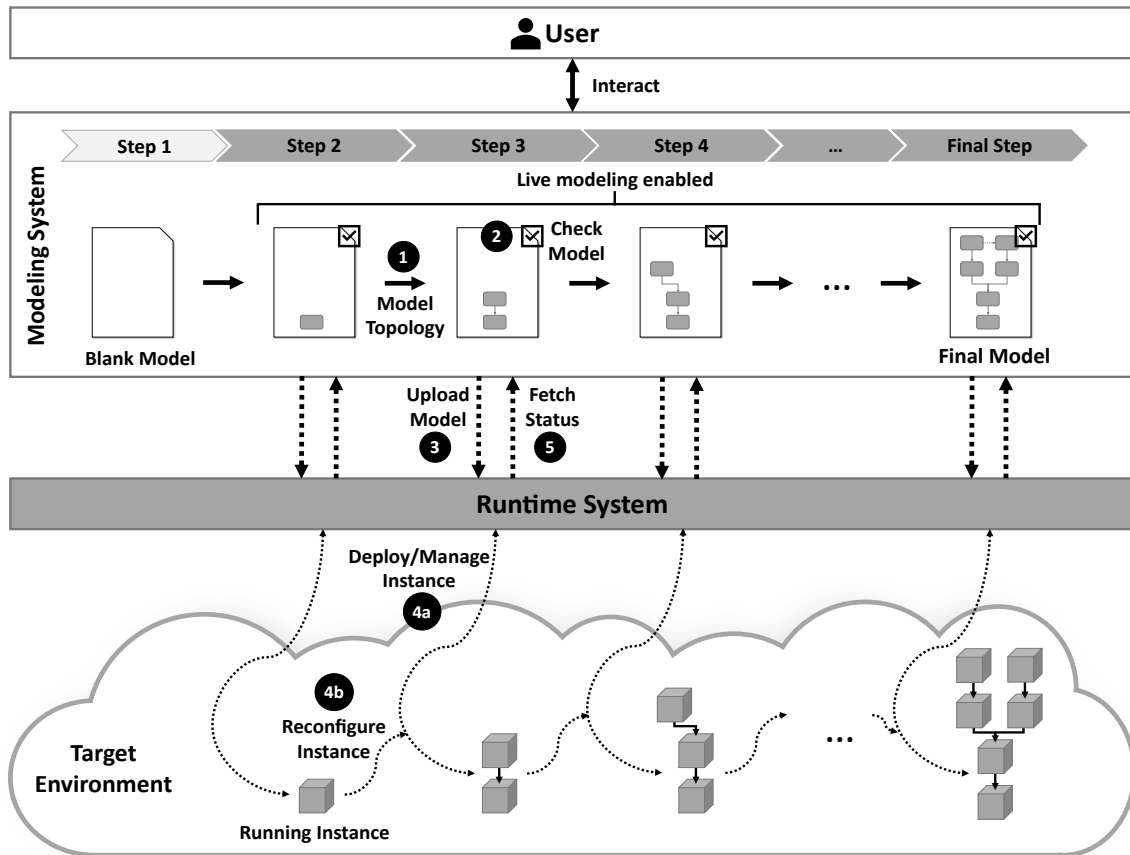 User
Interact
Modeling System
Step 1
Step 2
Step 3
Step 4
...
Final Step
Live modeling enabled
1
2
Check
Model
Model
Topology
...
Blank Model
Final Model
Upload
Model
3
Fetch
Status
5
Runtime System
Deploy/Manage
Instance
4a
4b
Reconfigure
Instance
Target
Environment
...
Running Instance